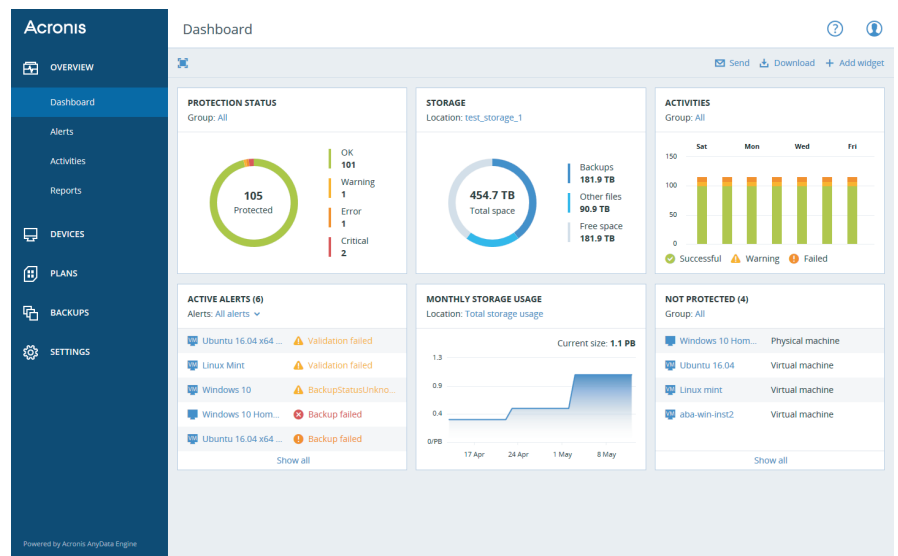 Acronis
Dashboard
?
OVERVIEW
Send
Download
+ Add widget
Dashboard
Alerts
Activities
Reports
DEVICES
PLANS
BACKUPS
SETTINGS
Powered by Acronis AnyData Engine
PROTECTION STATUS
Group: All
105
Protected
OK
101
Warning
1
Error
1
Critical
2
STORAGE
Location: test_storage_1
454.7 TB
Total space
Backups
181.9 TB
Other files
90.9 TB
Free space
181.9 TB
ACTIVITIES
Group: All
Sat Mon Wed Fri
150
100
50
0
Successful Warning Failed
ACTIVE ALERTS (6)
Alerts: All alerts
VM Ubuntu 16.04 x64 ... Validation failed
VM Linux Mint Validation failed
VM Windows 10 BackupStatusUnkno...
Windows 10 Hom... Backup failed
VM Ubuntu 16.04 x64 ... Backup failed
Show all
MONTHLY STORAGE USAGE
Location: Total storage usage
Current size: 1.1 PB
1.3
0.9
0.4
0/PB
17 Apr 24 Apr 1 May 8 May
NOT PROTECTED (4)
Group: All
Windows 10 Hom... Physical machine
VM Ubuntu 16.04 Virtual machine
VM Linux mint Virtual machine
VM aba-win-inst2 Virtual machine
Show all